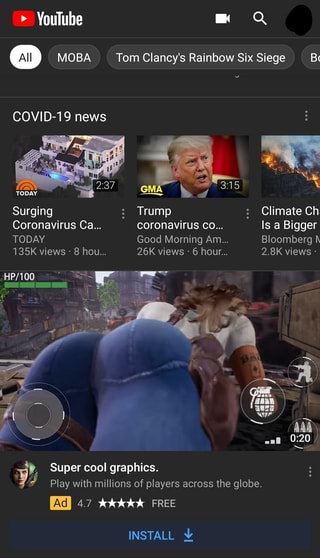 YouTube
All
MOBA
Tom Clancy's Rainbow Six Siege
Bo
COVID-19 news
TODAY
2:37
GMA
3:15
Surging
Coronavirus Ca...
TODAY
135K views · 8 hou...
Trump
coronavirus co...
Good Morning Am...
26K views · 6 hour...
Climate Ch
Is a Bigger
Bloomberg M
2.8K views ·
HP/100
0:20
Super cool graphics.
Play with millions of players across the globe.
Ad 4.7 ★★★★★ FREE
INSTALL